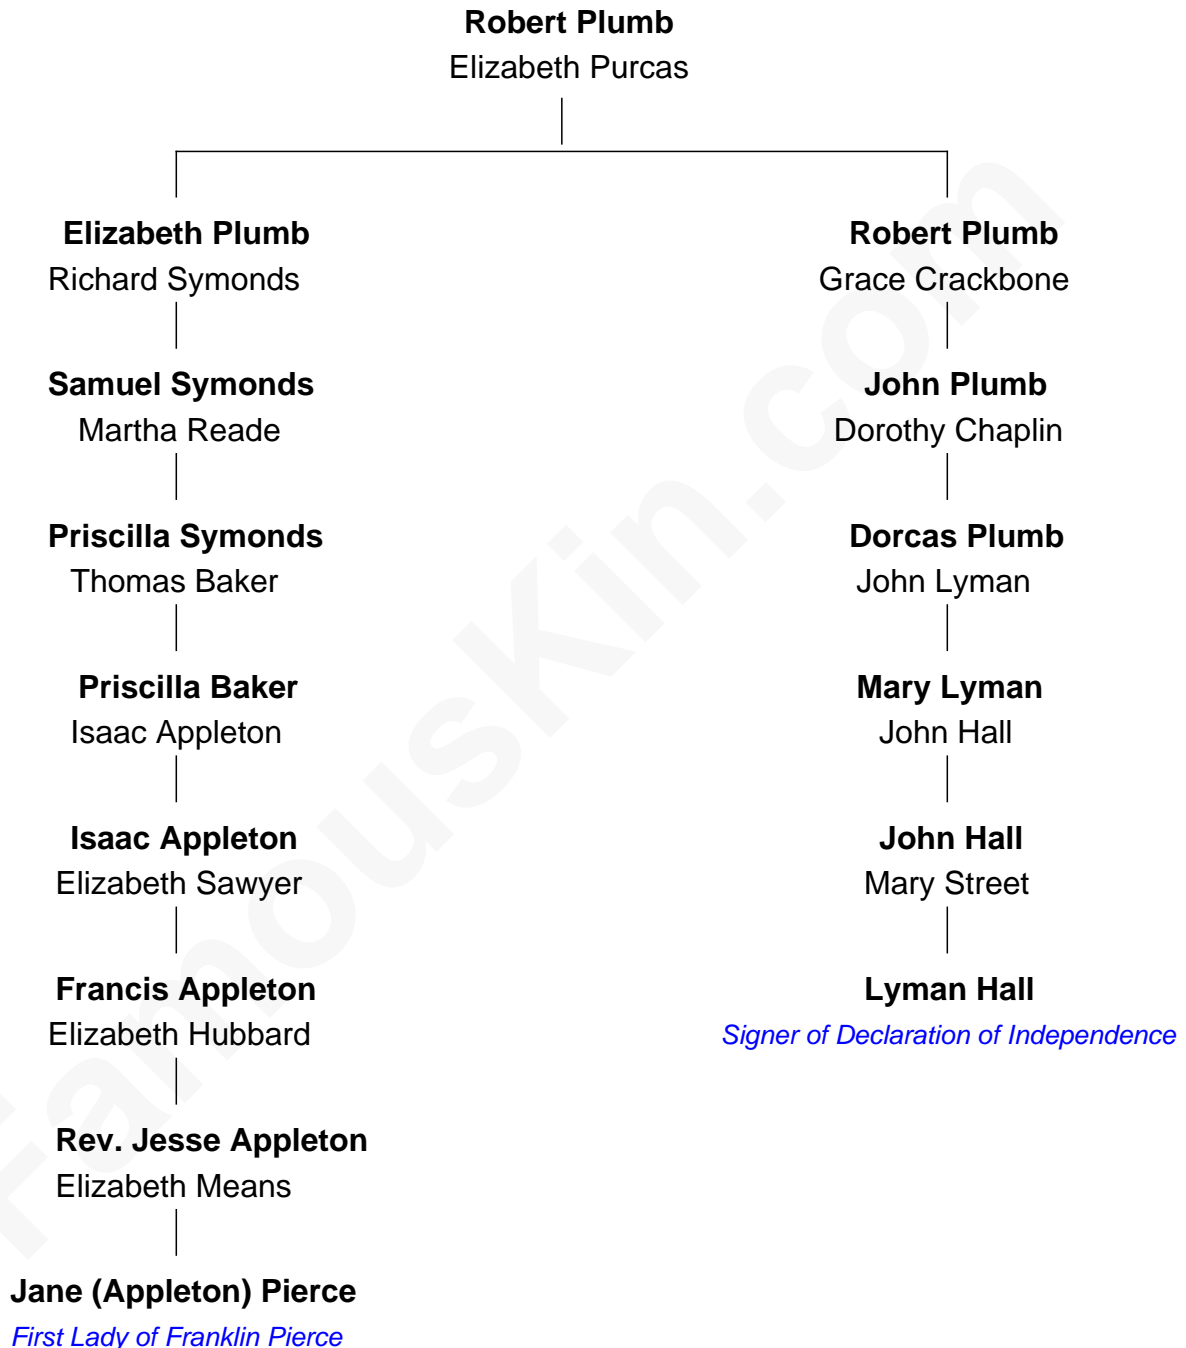 Robert Plumb
Elizabeth Purcas
Elizabeth Plumb
Richard Symonds
Samuel Symonds
Martha Reade
Priscilla Symonds
Thomas Baker
Priscilla Baker
Isaac Appleton
Isaac Appleton
Elizabeth Sawyer
Francis Appleton
Elizabeth Hubbard
Rev. Jesse Appleton
Elizabeth Means
Jane (Appleton) Pierce
First Lady of Franklin Pierce
Robert Plumb
Grace Crackbone
John Plumb
Dorothy Chaplin
Dorcas Plumb
John Lyman
Mary Lyman
John Hall
John Hall
Mary Street
Lyman Hall
Signer of Declaration of Independence
FamousKin.com